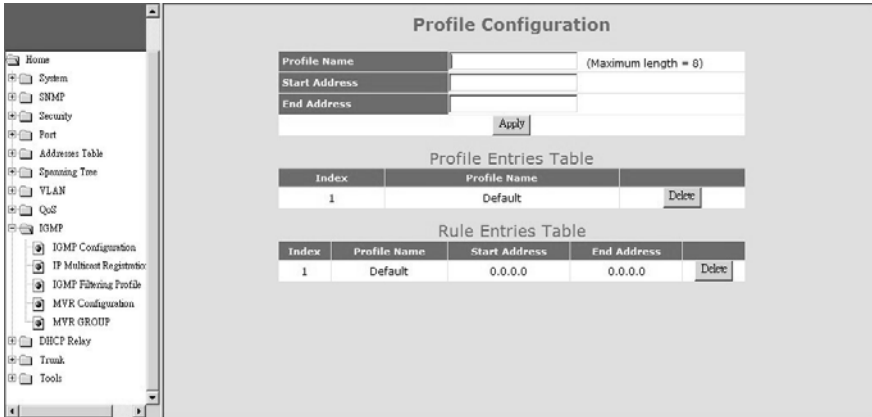 Home
System
SNMP
Security
Port
Addresses Table
Spanning Tree
VLAN
QoS
IGMP
IGMP Configuration
IP Multicast Registratio
IGMP Filtering Profile
MVR Configuration
MVR GROUP
DHCP Relay
Trunk
Tools
Profile Configuration
Profile Name (Maximum length = 8)
Start Address
End Address
Apply
Profile Entries Table
Index Profile Name
1 Default Delete
Rule Entries Table
Index Profile Name Start Address End Address
1 Default 0.0.0.0 0.0.0.0 Delete